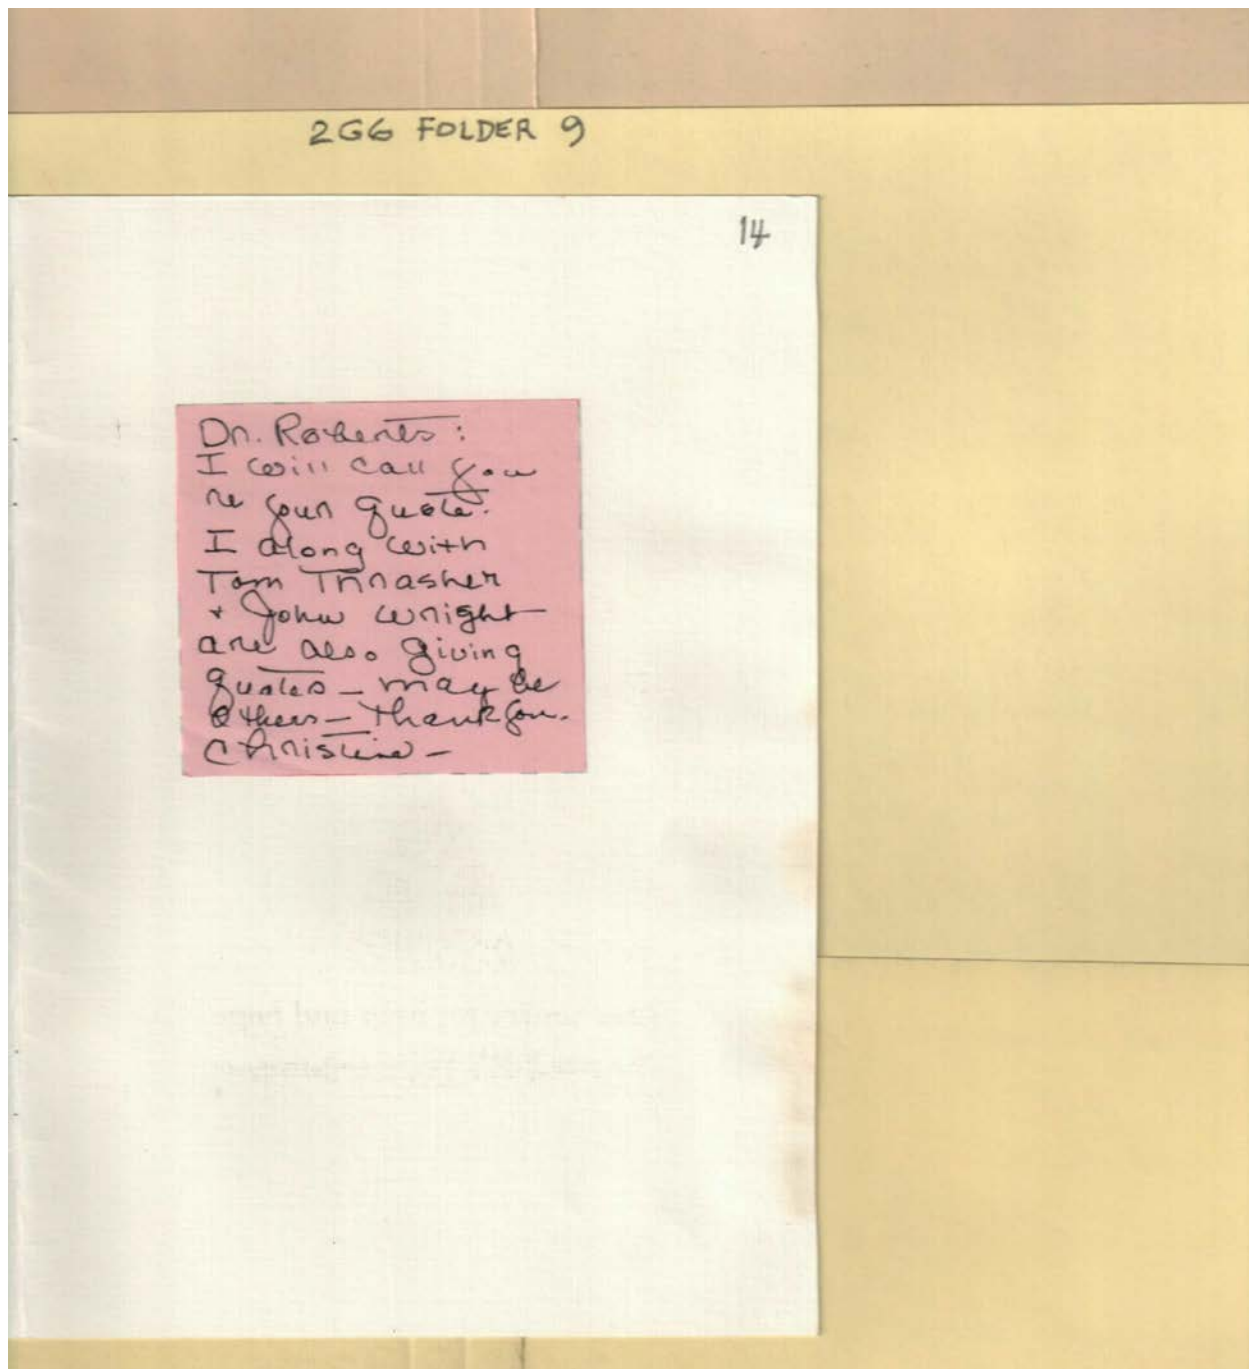 2G6 FOLDER 9
14
Dr. Roberts:
I will call you
re your quote.
I along with
Tom Thrasher
+ John Wright
are also giving
quotes – may be
others – Thank you.
Christine –